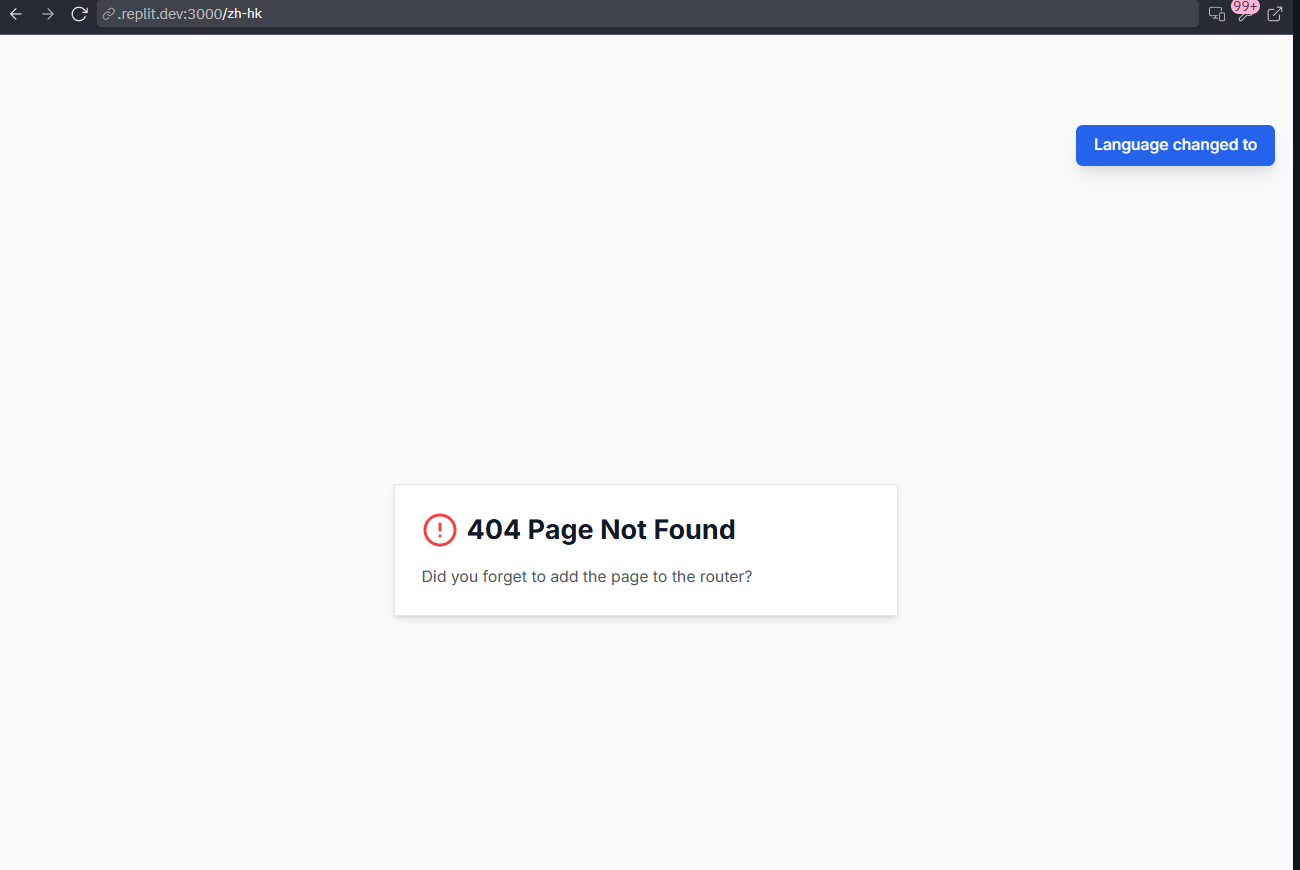 .replit.dev:3000/zh-hk
99+
Language changed to
404 Page Not Found
Did you forget to add the page to the router?